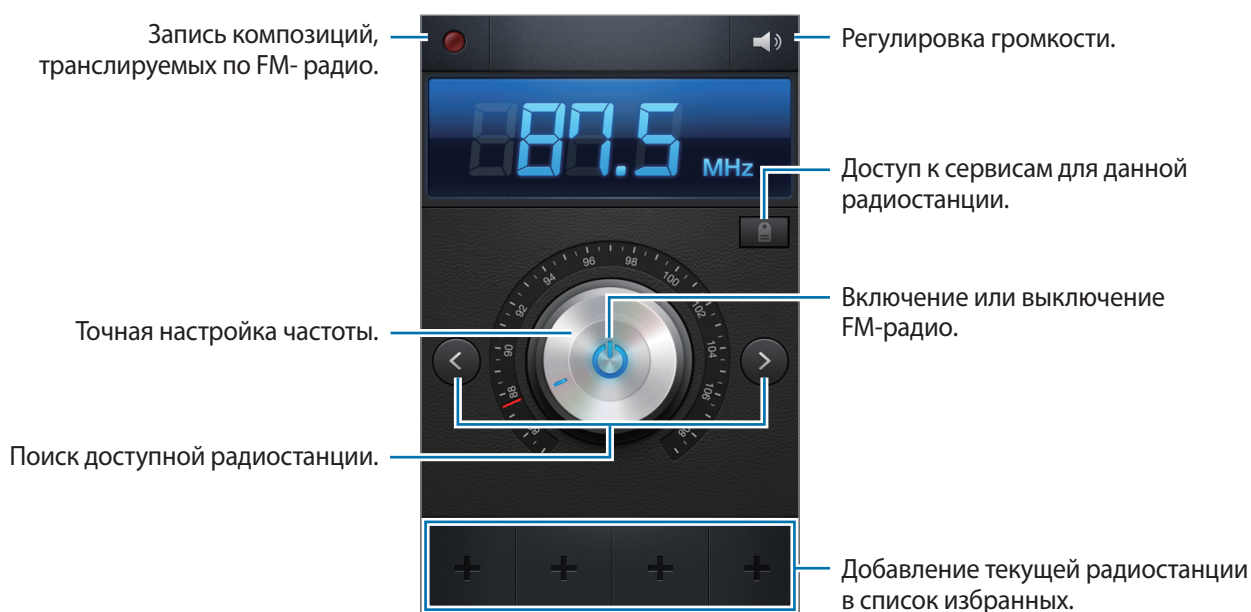 Запись композиций,
транслируемых по FM- радио.
Регулировка громкости.
87.5
MHz
Доступ к сервисам для данной
радиостанции.
Включение или выключение
FM-радио.
Точная настройка частоты.
88
90
92
94
96
98
100
102
104
106
Поиск доступной радиостанции.
Добавление текущей радиостанции
в список избранных.